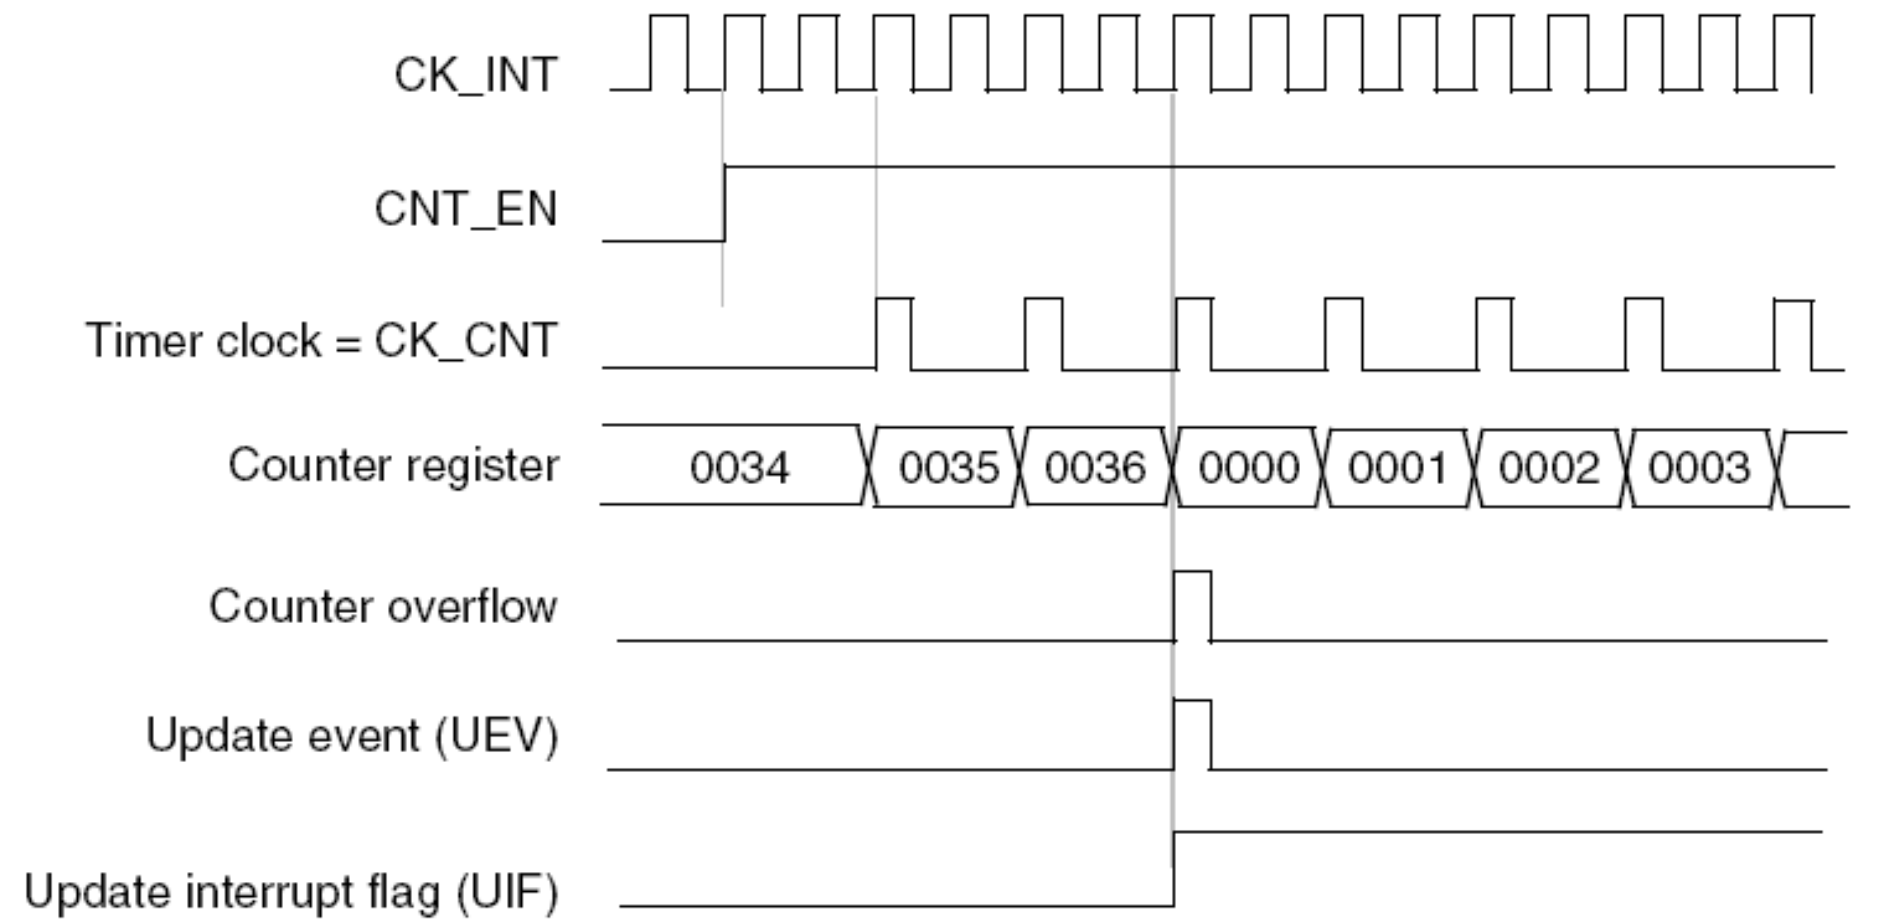 CK_INT
CNT_EN
Timer clock = CK_CNT
Counter register 0034 0035 0036 0000 0001 0002 0003
Counter overflow
Update event (UEV)
Update interrupt flag (UIF)